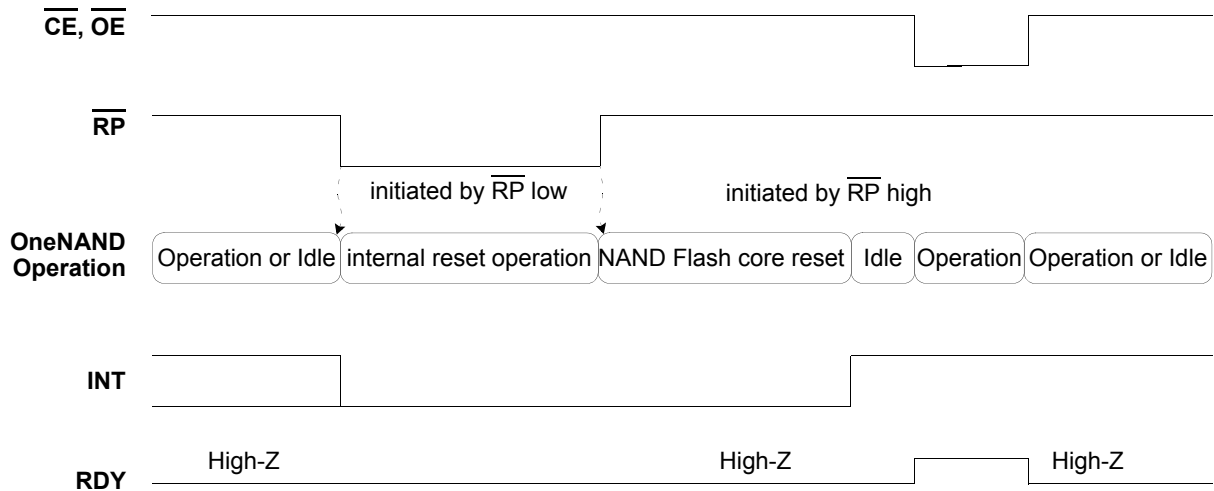 CE, OE
RP
initiated by RP low
initiated by RP high
OneNAND
Operation
Operation or Idle
internal reset operation
NAND Flash core reset
Idle
Operation
Operation or Idle
INT
High-Z
High-Z
High-Z
RDY